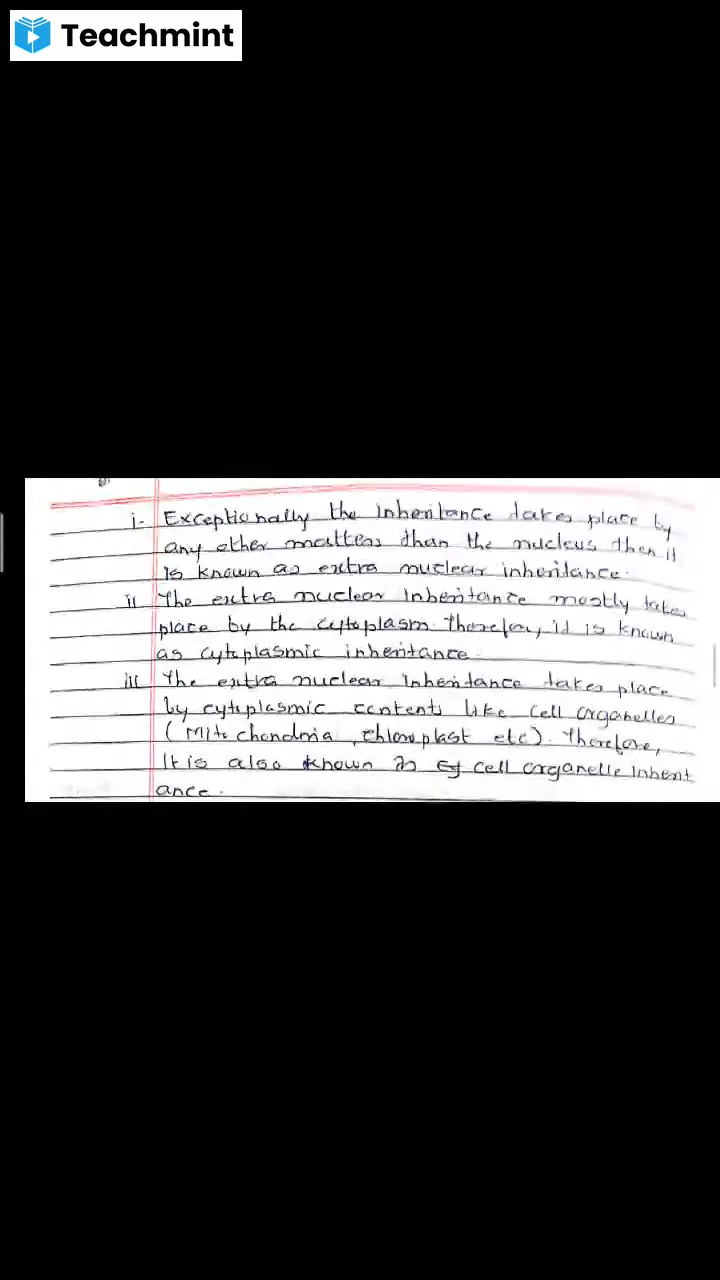 Teachmint
i- Exceptionally the inheritance takes place by
any other matters than the nucleus then it
is known as extra nuclear inheritance.
ii The extra nuclear inheritance mostly takes
place by the cytoplasm. Therefore, it is known
as cytoplasmic inheritance.
iii The extra nuclear inheritance takes place
by cytoplasmic contents like cell organelles
(Mitochondria, chloroplast etc). Therefore,
It is also known as cell organelle inherit
ance.